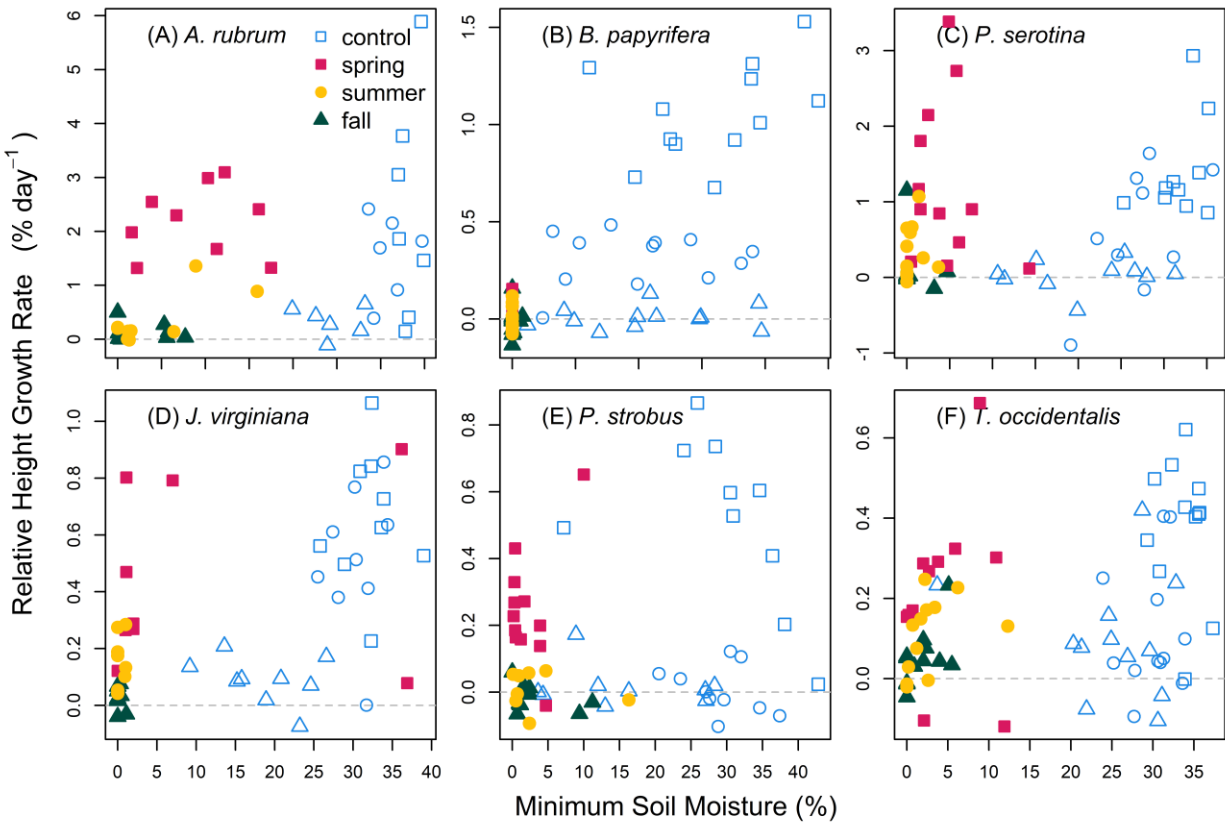 Relative Height Growth Rate (% day⁻¹)
(A) A. rubrum
control
spring
summer
fall
0 1 2 3 4 5 6
(B) B. papyrifera
0.0 0.5 1.0 1.5
(C) P. serotina
-1 0 1 2 3
(D) J. virginiana
0.0 0.2 0.4 0.6 0.8 1.0
0 5 10 15 20 25 30 35 40
(E) P. strobus
0.0 0.2 0.4 0.6 0.8
0 5 10 15 20 25 30 35 40
(F) T. occidentalis
0.0 0.2 0.4 0.6
0 5 10 15 20 25 30 35
Minimum Soil Moisture (%)